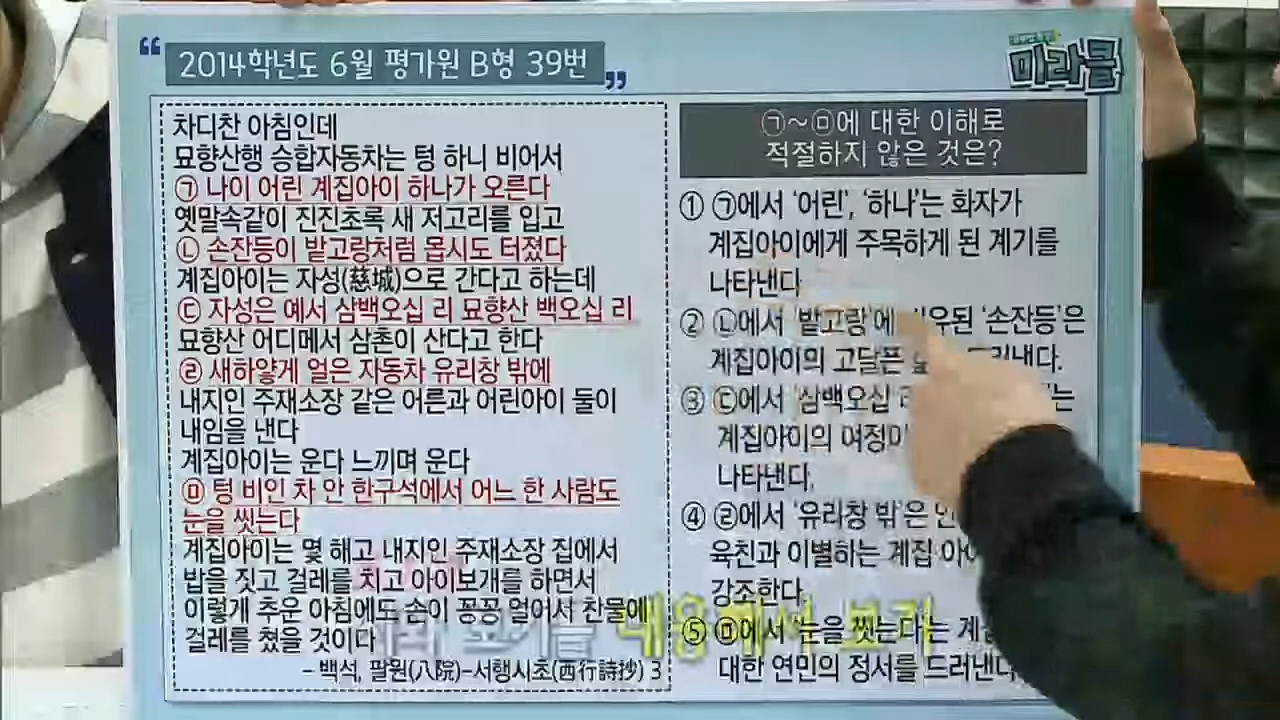 2014학년도 6월 평가원 B형 39번
미라클
차디찬 아침인데
묘향산행 승합자동차는 텅 하니 비어서
㉠ 나이 어린 계집아이 하나가 오른다
옛말속같이 진진초록 새 저고리를 입고
㉡ 손잔등이 밭고랑처럼 몹시도 터졌다
계집아이는 자성(慈城)으로 간다고 하는데
㉢ 자성은 예서 삼백오십 리 묘향산 백오십 리
묘향산 어디메서 삼촌이 산다고 한다
㉣ 새하얗게 얼은 자동차 유리창 밖에
내지인 주재소장 같은 어른과 어린아이 둘이
내임을 낸다
계집아이는 운다 느끼며 운다
㉤ 텅 비인 차 안 한구석에서 어느 한 사람도
눈을 씻는다
계집아이는 몇 해고 내지인 주재소장 집에서
밥을 짓고 걸레를 치고 아이보개를 하면서
이렇게 추운 아침에도 손이 꽁꽁 얼어서 찬물에
걸레를 쳤을 것이다
– 백석, 팔원(八院)–서행시초(西行詩抄) 3
㉠~㉤에 대한 이해로
적절하지 않은 것은?
① ㉠에서 '어린', '하나'는 화자가
계집아이에게 주목하게 된 계기를
나타낸다
② ㉡에서 '밭고랑'에 '손잔등'은
계집아이의 고달픈
③ ㉢에서 '삼백오십
계집아이의
나타낸다.
④ ㉣에서 '유리창 밖'은
육친과 이별하는 계집
강조한다.
⑤ ㉤에서 '눈을 씻는다'는
대한 연민의 정서를 드러낸다
내용에서 보기